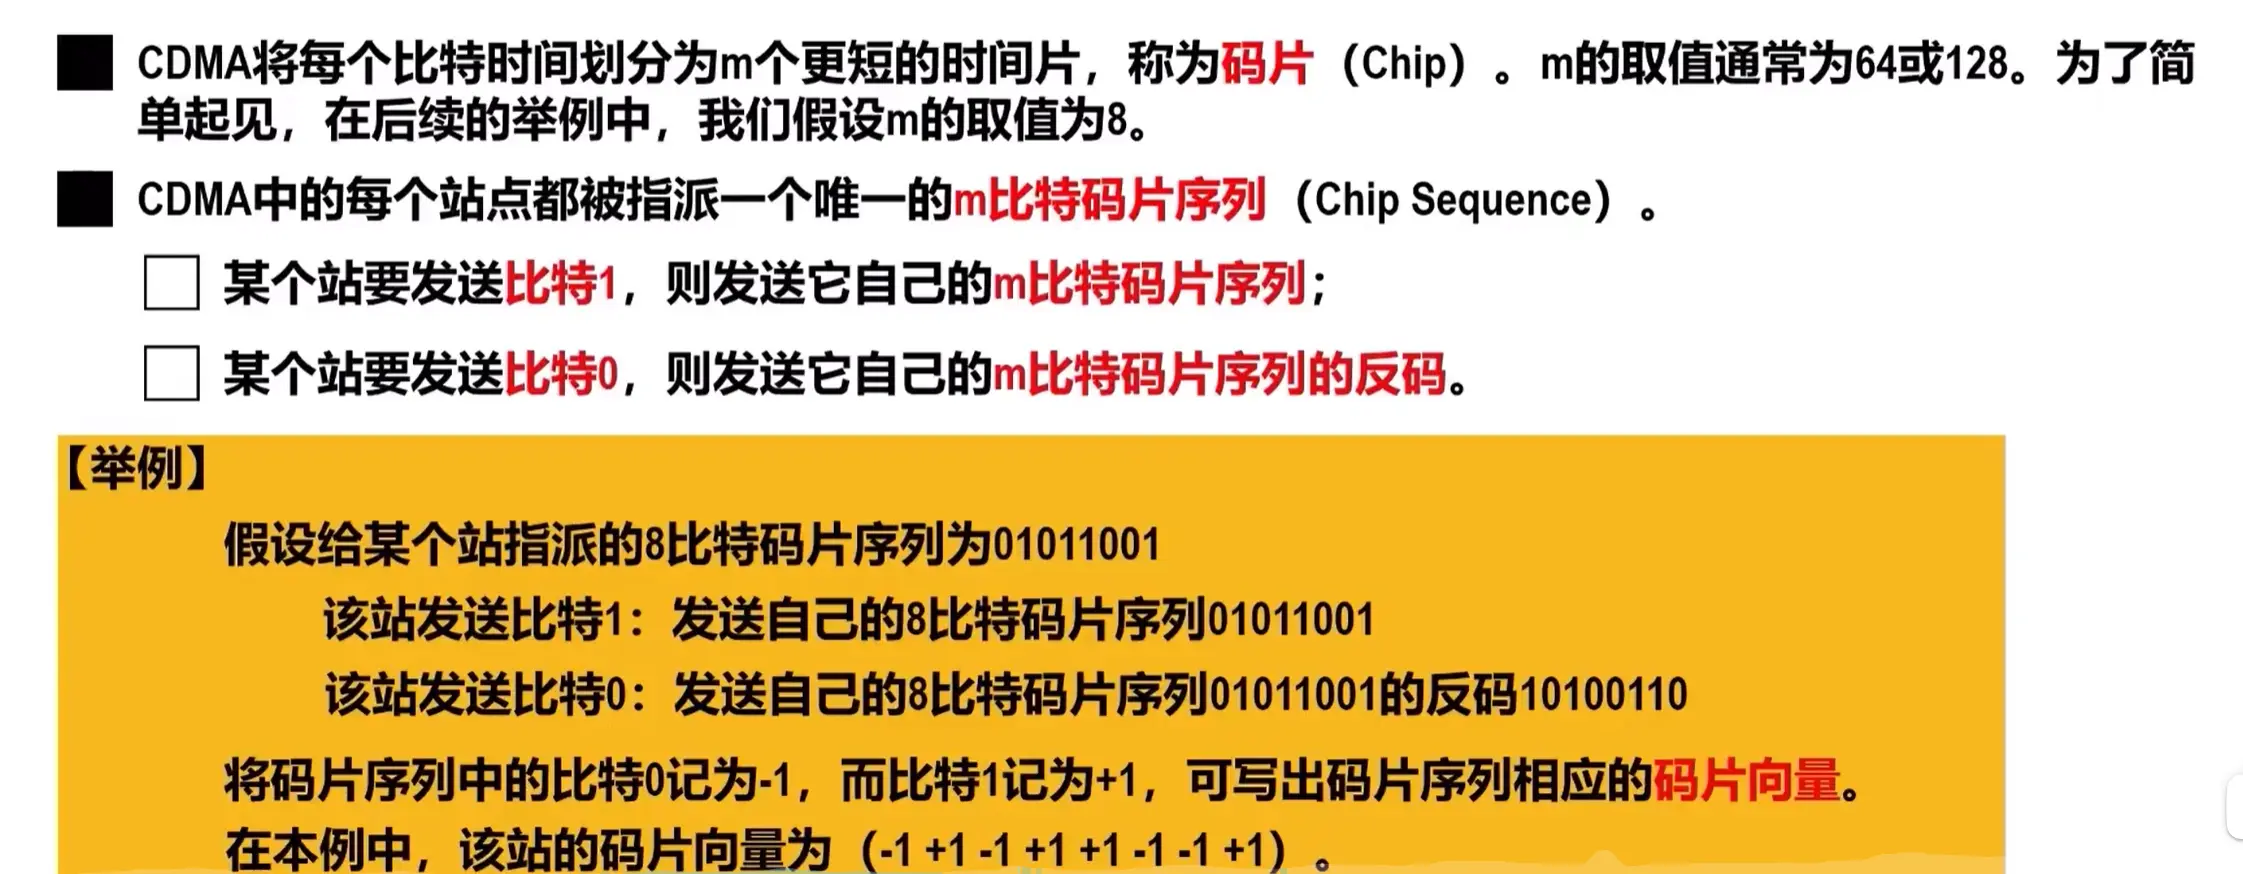 CDMA将每个比特时间划分为m个更短的时间片，称为码片（Chip）。m的取值通常为64或128。为了简
单起见，在后续的举例中，我们假设m的取值为8。
CDMA中的每个站点都被指派一个唯一的m比特码片序列（Chip Sequence）。
某个站要发送比特1，则发送它自己的m比特码片序列；
某个站要发送比特0，则发送它自己的m比特码片序列的反码。
【举例】
假设给某个站指派的8比特码片序列为01011001
该站发送比特1：发送自己的8比特码片序列01011001
该站发送比特0：发送自己的8比特码片序列01011001的反码10100110
将码片序列中的比特0记为-1，而比特1记为+1，可写出码片序列相应的码片向量。
在本例中，该站的码片向量为（-1 +1 -1 +1 +1 -1 -1 +1）。